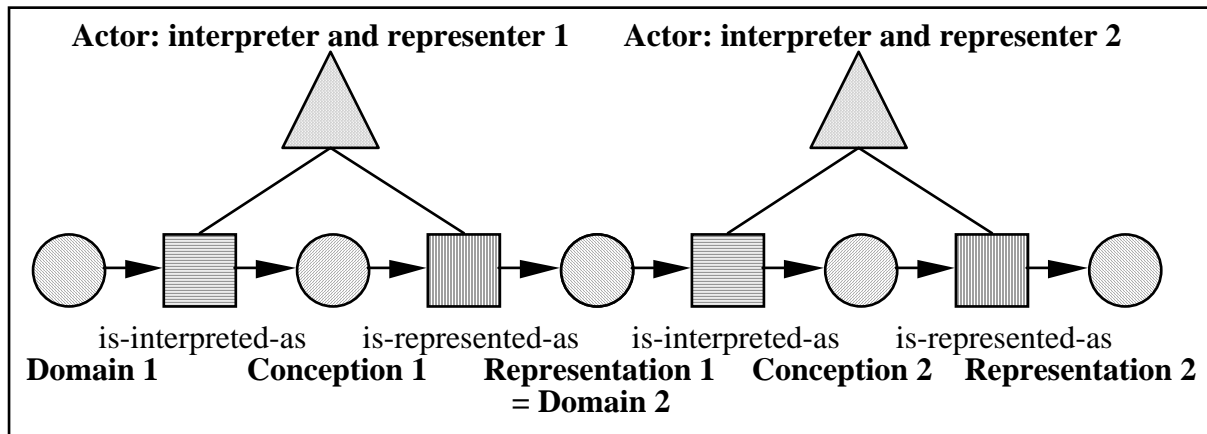 Actor: interpreter and representer 1 Actor: interpreter and representer 2
is-interpreted-as is-represented-as is-interpreted-as is-represented-as
Domain 1 Conception 1 Representation 1 Conception 2 Representation 2
= Domain 2